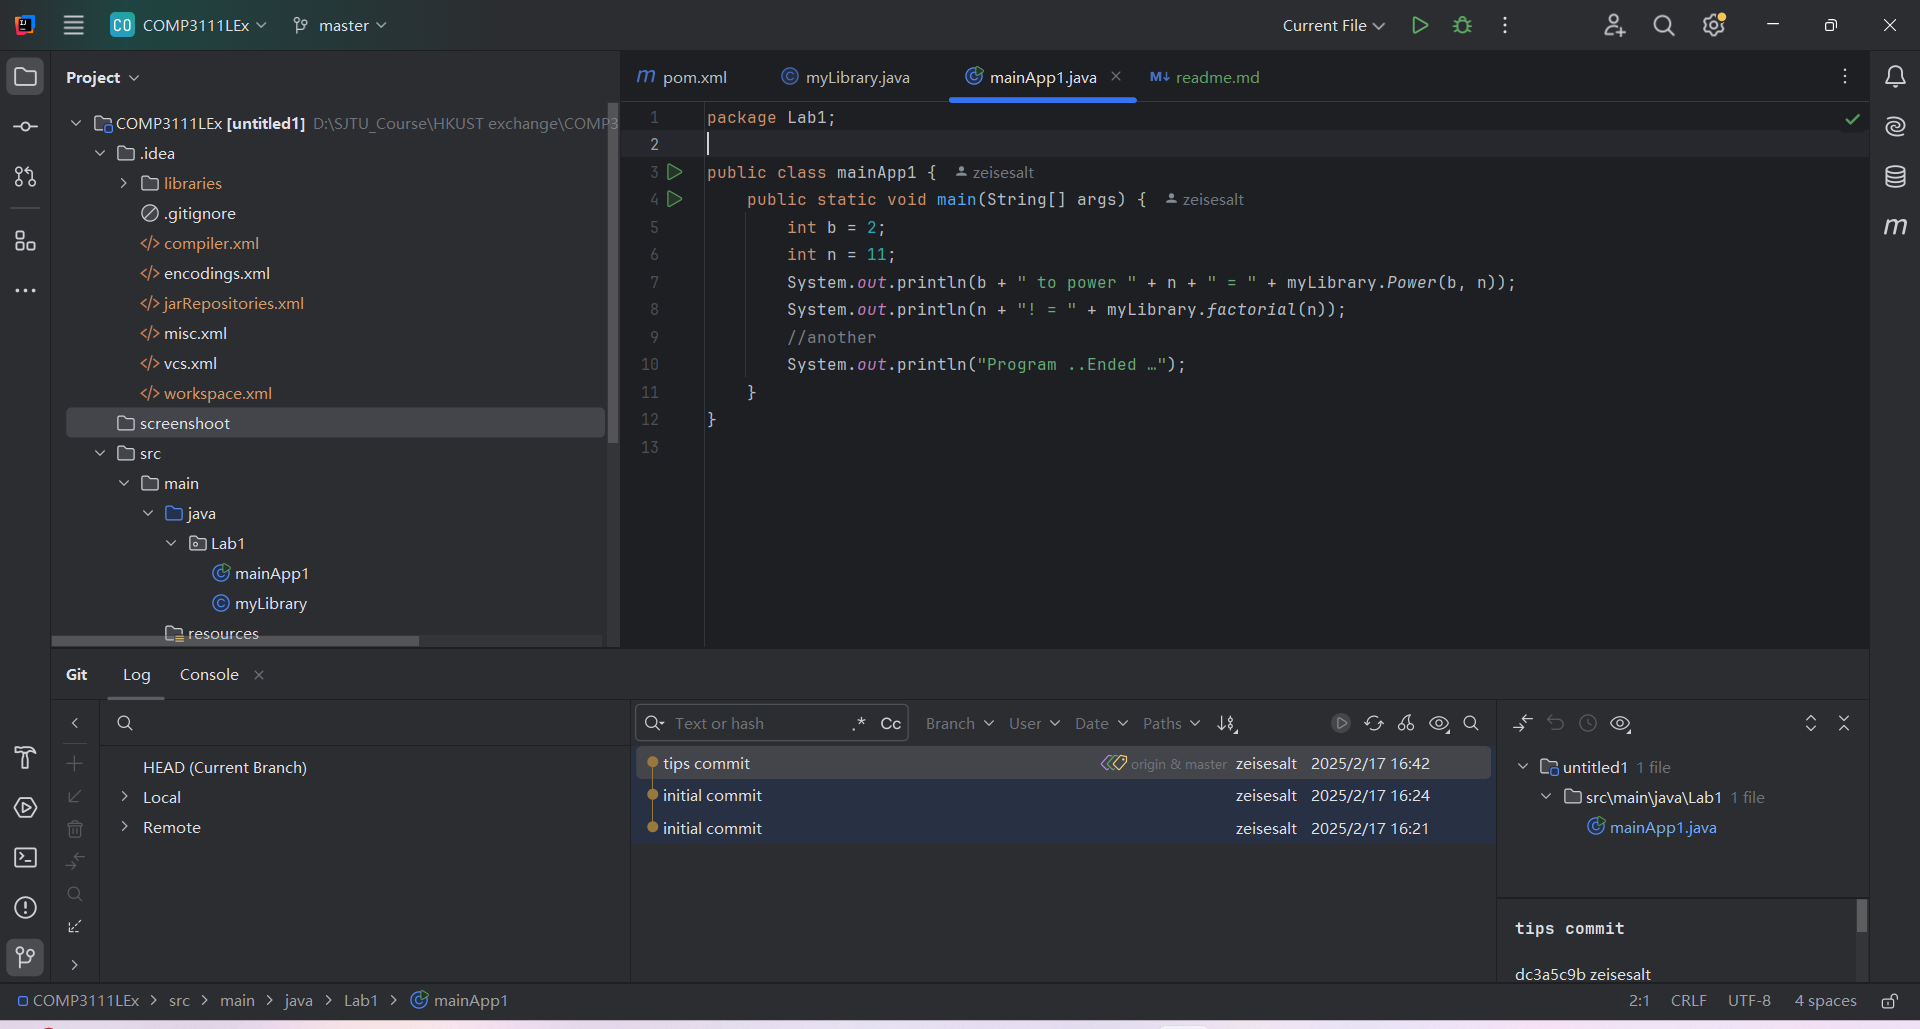 CO COMP3111LEx master Current File
Project
pom.xml myLibrary.java mainApp1.java readme.md
COMP3111LEx [untitled1] D:\SJTU_Course\HKUST exchange\COMP3
.idea
libraries
.gitignore
compiler.xml
encodings.xml
jarRepositories.xml
misc.xml
vcs.xml
workspace.xml
screenshoot
src
main
java
Lab1
mainApp1
myLibrary
resources
1 package Lab1;
2
3 public class mainApp1 { zeisesalt
4 public static void main(String[] args) { zeisesalt
5 int b = 2;
6 int n = 11;
7 System.out.println(b + " to power " + n + " = " + myLibrary.Power(b, n));
8 System.out.println(n + "! = " + myLibrary.factorial(n));
9 //another
10 System.out.println("Program ..Ended …");
11 }
12 }
13
Git Log Console
Text or hash .* Cc Branch User Date Paths
HEAD (Current Branch)
Local
Remote
tips commit origin & master zeisesalt 2025/2/17 16:42
initial commit zeisesalt 2025/2/17 16:24
initial commit zeisesalt 2025/2/17 16:21
untitled1 1 file
src\main\java\Lab1 1 file
mainApp1.java
tips commit
dc3a5c9b zeisesalt
COMP3111LEx > src > main > java > Lab1 > mainApp1 2:1 CRLF UTF-8 4 spaces